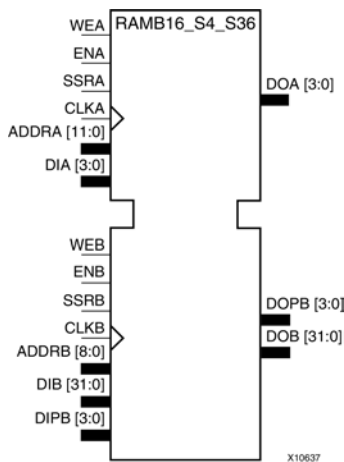 RAMB16_S4_S36
WEA
ENA
SSRA
CLKA
ADDRA [11:0]
DIA [3:0]
DOA [3:0]
WEB
ENB
SSRB
CLKB
ADDRB [8:0]
DIB [31:0]
DIPB [3:0]
DOPB [3:0]
DOB [31:0]
X10637